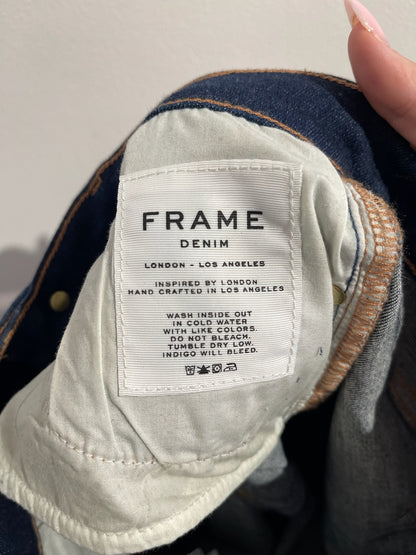 FRAME
DENIM
LONDON - LOS ANGELES
INSPIRED BY LONDON
HAND CRAFTED IN LOS ANGELES
WASH INSIDE OUT
IN COLD WATER
WITH LIKE COLORS.
DO NOT BLEACH.
TUMBLE DRY LOW.
INDIGO WILL BLEED.